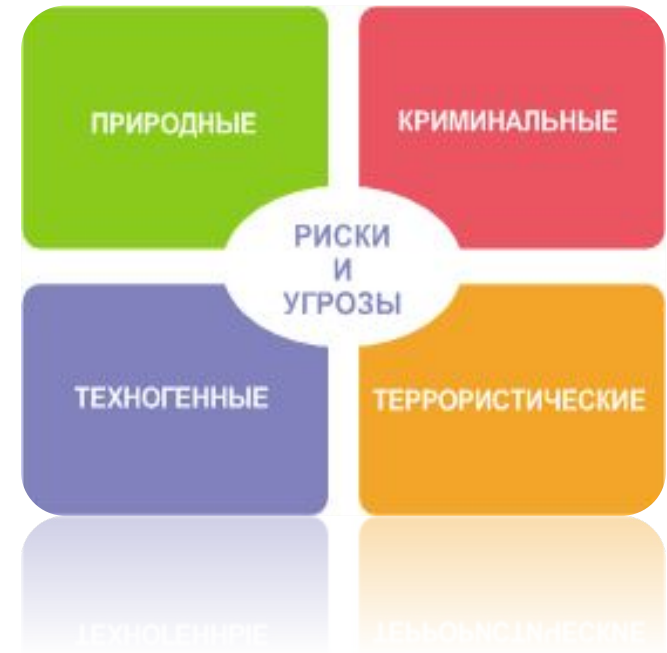 ПРИРОДНЫЕ
КРИМИНАЛЬНЫЕ
РИСКИ
И
УГРОЗЫ
ТЕХНОГЕННЫЕ
ТЕРРОРИСТИЧЕСКИЕ